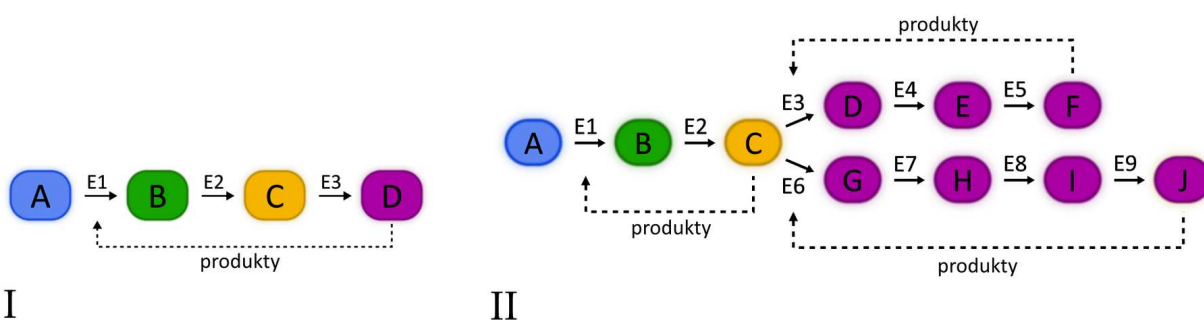 A E1 B E2 C E3 D
produkty
I
produkty
E3 D E4 E E5 F
A E1 B E2 C
E6 G E7 H E8 I E9 J
produkty
produkty
II